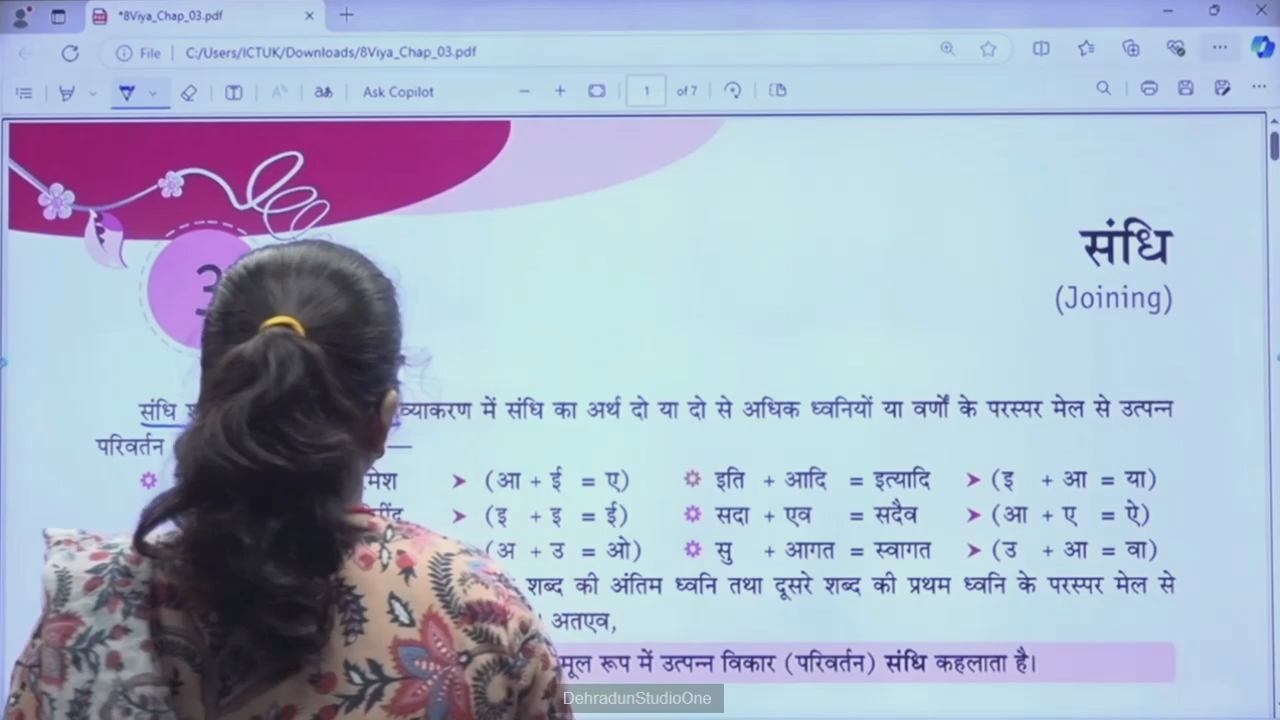 *8Viya_Chap_03.pdf
File C:/Users/ICTUK/Downloads/8Viya_Chap_03.pdf
Ask Copilot 1 of 7
संधि
(Joining)
3
संधि व्याकरण में संधि का अर्थ दो या दो से अधिक ध्वनियों या वर्णों के परस्पर मेल से उत्पन्न
परिवर्तन —
(आ + ई = ए) इति + आदि = इत्यादि (इ + आ = या)
(इ + इ = ई) सदा + एव = सदैव (आ + ए = ऐ)
(अ + उ = ओ) सु + आगत = स्वागत (उ + आ = वा)
शब्द की अंतिम ध्वनि तथा दूसरे शब्द की प्रथम ध्वनि के परस्पर मेल से
अतएव,
मूल रूप में उत्पन्न विकार (परिवर्तन) संधि कहलाता है।
DehradunStudioOne